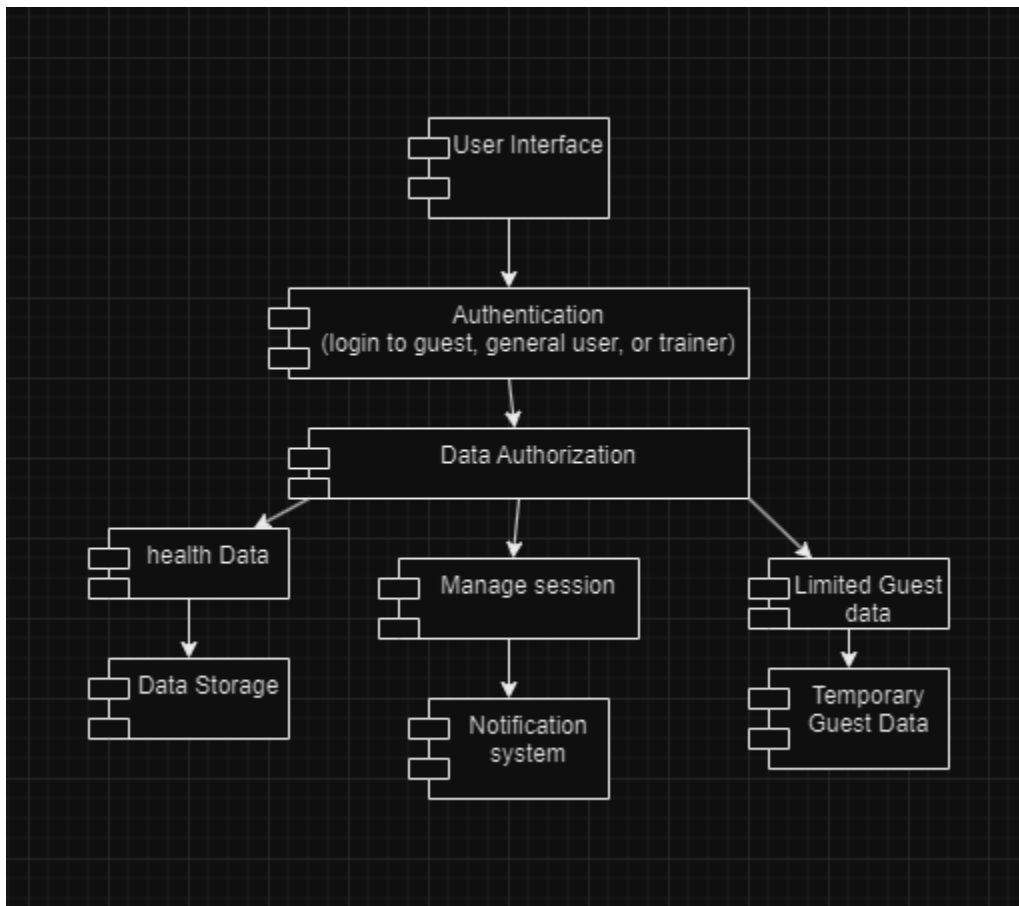 User Interface
Authentication
(login to guest, general user, or trainer)
Data Authorization
health Data
Manage session
Limited Guest
data
Data Storage
Notification
system
Temporary
Guest Data